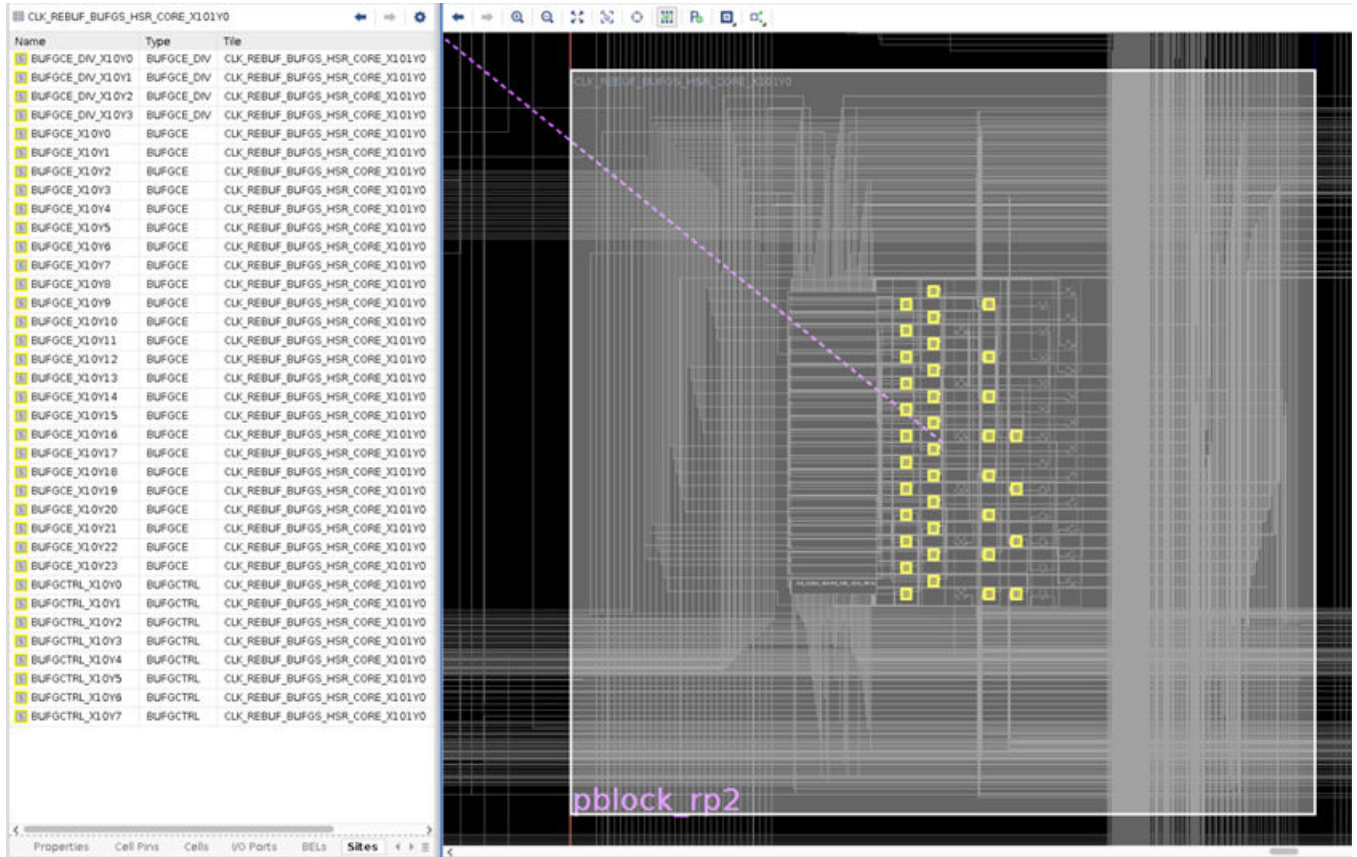 CLK_REBUF_BUFGS_HSR_CORE_X101Y0
Name Type Tile
BUFGCE_DIV_X10Y0 BUFGCE_DIV CLK_REBUF_BUFGS_HSR_CORE_X101Y0
BUFGCE_DIV_X10Y1 BUFGCE_DIV CLK_REBUF_BUFGS_HSR_CORE_X101Y0
BUFGCE_DIV_X10Y2 BUFGCE_DIV CLK_REBUF_BUFGS_HSR_CORE_X101Y0
BUFGCE_DIV_X10Y3 BUFGCE_DIV CLK_REBUF_BUFGS_HSR_CORE_X101Y0
BUFGCE_X10Y0 BUFGCE CLK_REBUF_BUFGS_HSR_CORE_X101Y0
BUFGCE_X10Y1 BUFGCE CLK_REBUF_BUFGS_HSR_CORE_X101Y0
BUFGCE_X10Y2 BUFGCE CLK_REBUF_BUFGS_HSR_CORE_X101Y0
BUFGCE_X10Y3 BUFGCE CLK_REBUF_BUFGS_HSR_CORE_X101Y0
BUFGCE_X10Y4 BUFGCE CLK_REBUF_BUFGS_HSR_CORE_X101Y0
BUFGCE_X10Y5 BUFGCE CLK_REBUF_BUFGS_HSR_CORE_X101Y0
BUFGCE_X10Y6 BUFGCE CLK_REBUF_BUFGS_HSR_CORE_X101Y0
BUFGCE_X10Y7 BUFGCE CLK_REBUF_BUFGS_HSR_CORE_X101Y0
BUFGCE_X10Y8 BUFGCE CLK_REBUF_BUFGS_HSR_CORE_X101Y0
BUFGCE_X10Y9 BUFGCE CLK_REBUF_BUFGS_HSR_CORE_X101Y0
BUFGCE_X10Y10 BUFGCE CLK_REBUF_BUFGS_HSR_CORE_X101Y0
BUFGCE_X10Y11 BUFGCE CLK_REBUF_BUFGS_HSR_CORE_X101Y0
BUFGCE_X10Y12 BUFGCE CLK_REBUF_BUFGS_HSR_CORE_X101Y0
BUFGCE_X10Y13 BUFGCE CLK_REBUF_BUFGS_HSR_CORE_X101Y0
BUFGCE_X10Y14 BUFGCE CLK_REBUF_BUFGS_HSR_CORE_X101Y0
BUFGCE_X10Y15 BUFGCE CLK_REBUF_BUFGS_HSR_CORE_X101Y0
BUFGCE_X10Y16 BUFGCE CLK_REBUF_BUFGS_HSR_CORE_X101Y0
BUFGCE_X10Y17 BUFGCE CLK_REBUF_BUFGS_HSR_CORE_X101Y0
BUFGCE_X10Y18 BUFGCE CLK_REBUF_BUFGS_HSR_CORE_X101Y0
BUFGCE_X10Y19 BUFGCE CLK_REBUF_BUFGS_HSR_CORE_X101Y0
BUFGCE_X10Y20 BUFGCE CLK_REBUF_BUFGS_HSR_CORE_X101Y0
BUFGCE_X10Y21 BUFGCE CLK_REBUF_BUFGS_HSR_CORE_X101Y0
BUFGCE_X10Y22 BUFGCE CLK_REBUF_BUFGS_HSR_CORE_X101Y0
BUFGCE_X10Y23 BUFGCE CLK_REBUF_BUFGS_HSR_CORE_X101Y0
BUFGCTRL_X10Y0 BUFGCTRL CLK_REBUF_BUFGS_HSR_CORE_X101Y0
BUFGCTRL_X10Y1 BUFGCTRL CLK_REBUF_BUFGS_HSR_CORE_X101Y0
BUFGCTRL_X10Y2 BUFGCTRL CLK_REBUF_BUFGS_HSR_CORE_X101Y0
BUFGCTRL_X10Y3 BUFGCTRL CLK_REBUF_BUFGS_HSR_CORE_X101Y0
BUFGCTRL_X10Y4 BUFGCTRL CLK_REBUF_BUFGS_HSR_CORE_X101Y0
BUFGCTRL_X10Y5 BUFGCTRL CLK_REBUF_BUFGS_HSR_CORE_X101Y0
BUFGCTRL_X10Y6 BUFGCTRL CLK_REBUF_BUFGS_HSR_CORE_X101Y0
BUFGCTRL_X10Y7 BUFGCTRL CLK_REBUF_BUFGS_HSR_CORE_X101Y0
Properties Cell Pins Cells I/O Ports BELs Sites
CLK_REBUF_BUFGS_HSR_CORE_X101Y0
pblock_rp2